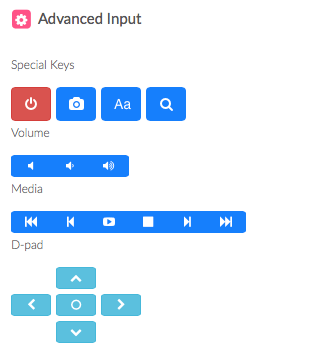 Advanced Input
Special Keys
Aa
Volume
Media
D-pad